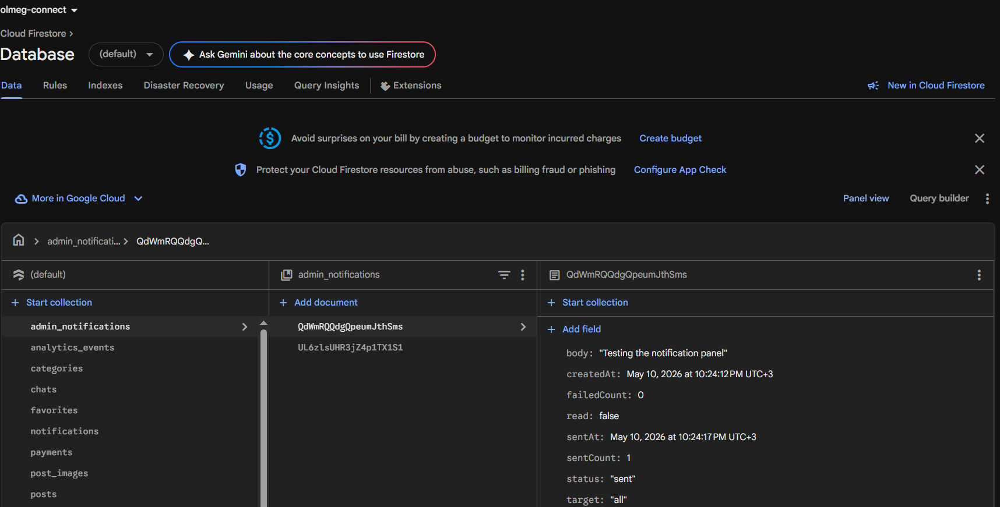 olmeg-connect
Cloud Firestore
Database
(default)
Ask Gemini about the core concepts to use Firestore
Data
Rules
Indexes
Disaster Recovery
Usage
Query Insights
Extensions
New in Cloud Firestore
Avoid surprises on your bill by creating a budget to monitor incurred charges
Create budget
Protect your Cloud Firestore resources from abuse, such as billing fraud or phishing
Configure App Check
More in Google Cloud
Panel view
Query builder
admin_notificati...
QdWmRQQdgQ...
(default)
+ Start collection
admin_notifications
analytics_events
categories
chats
favorites
notifications
payments
post_images
posts
admin_notifications
+ Add document
QdWmRQQdgQpeumJthSms
UL6zlsUHR3jZ4p1TX1S1
QdWmRQQdgQpeumJthSms
+ Start collection
+ Add field
body: "Testing the notification panel"
createdAt: May 10, 2026 at 10:24:12 PM UTC+3
failedCount: 0
read: false
sentAt: May 10, 2026 at 10:24:17 PM UTC+3
sentCount: 1
status: "sent"
target: "all"